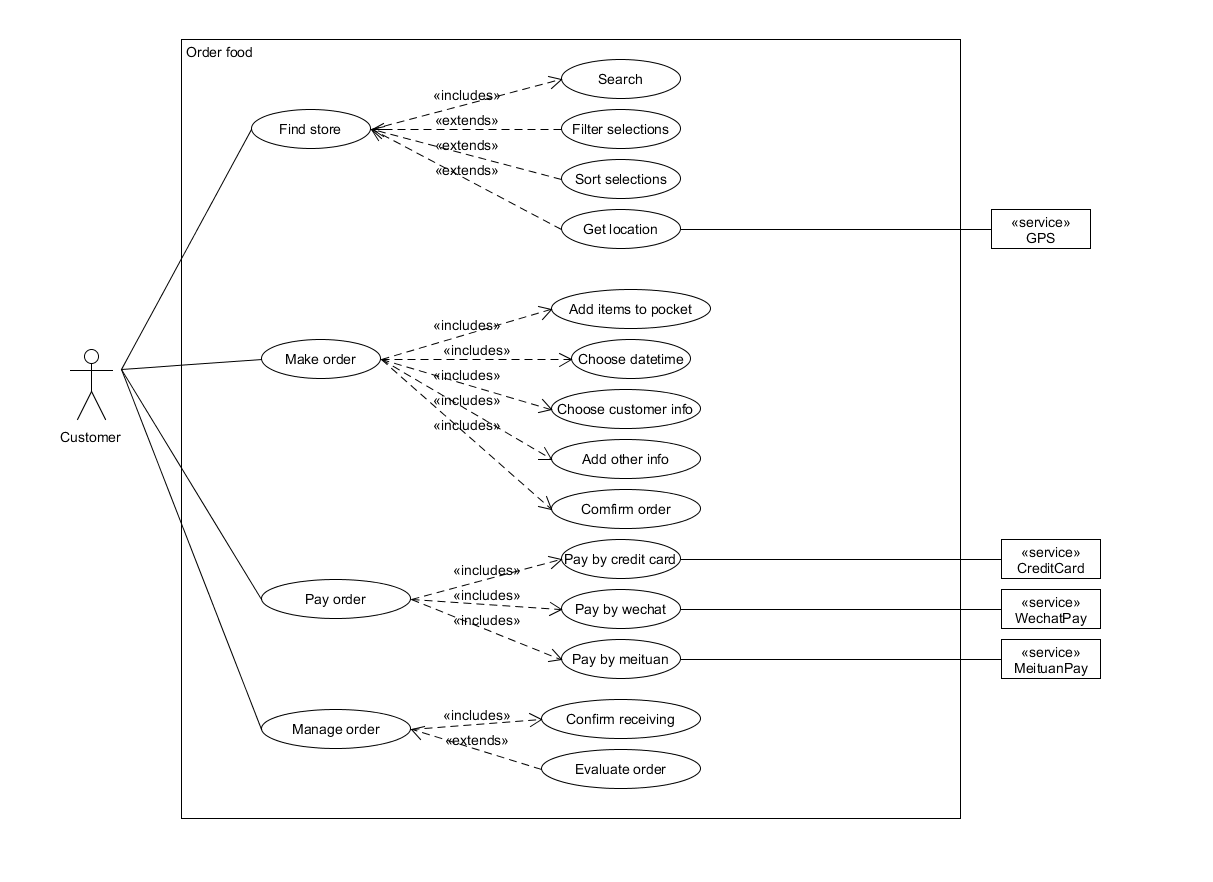 Order food
Search
«includes»
«extends»
Find store
Filter selections
«extends»
«extends»
Sort selections
Get location
«service»
GPS
Add items to pocket
«includes»
«includes»
Make order
Choose datetime
«includes»
«includes»
Choose customer info
«includes»
Customer
Add other info
Comfirm order
«service»
CreditCard
Pay by credit card
«includes»
«includes»
Pay order
«service»
WechatPay
Pay by wechat
«includes»
«service»
MeituanPay
Pay by meituan
«includes»
Confirm receiving
Manage order
«extends»
Evaluate order